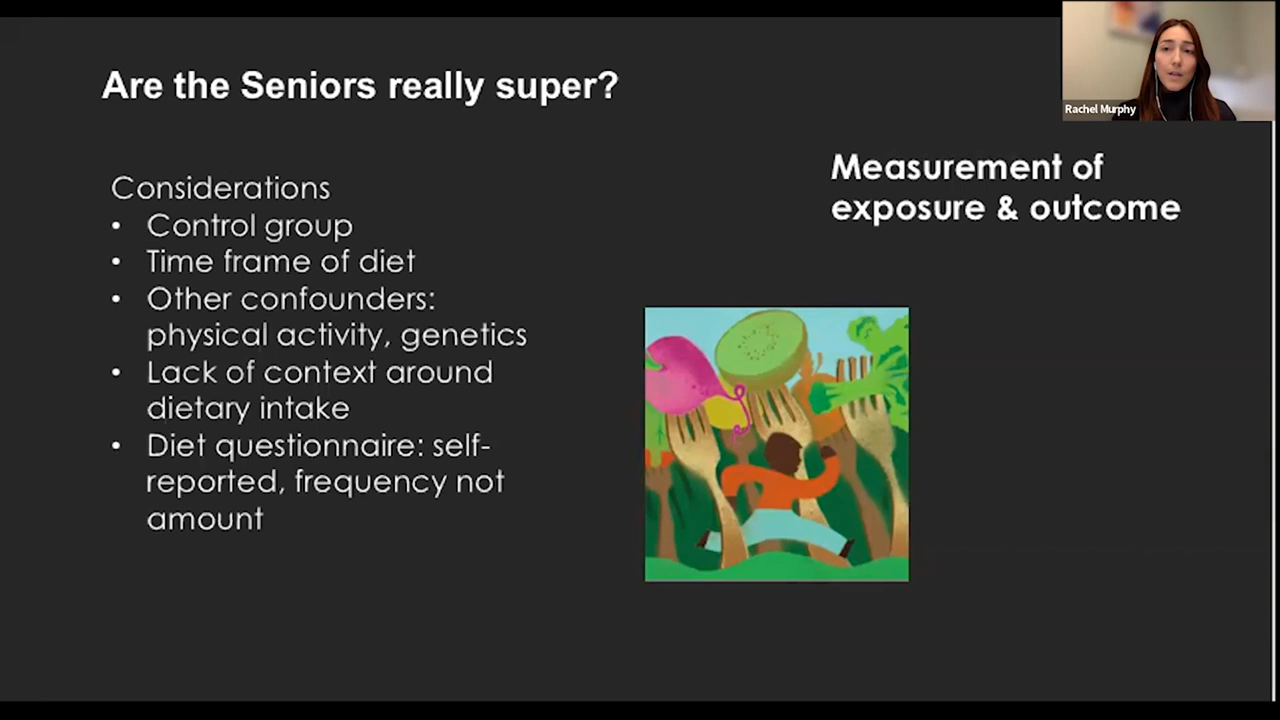 Are the Seniors really super?
Rachel Murphy
Measurement of
exposure & outcome
Considerations
• Control group
• Time frame of diet
• Other confounders:
physical activity, genetics
• Lack of context around
dietary intake
• Diet questionnaire: self-
reported, frequency not
amount